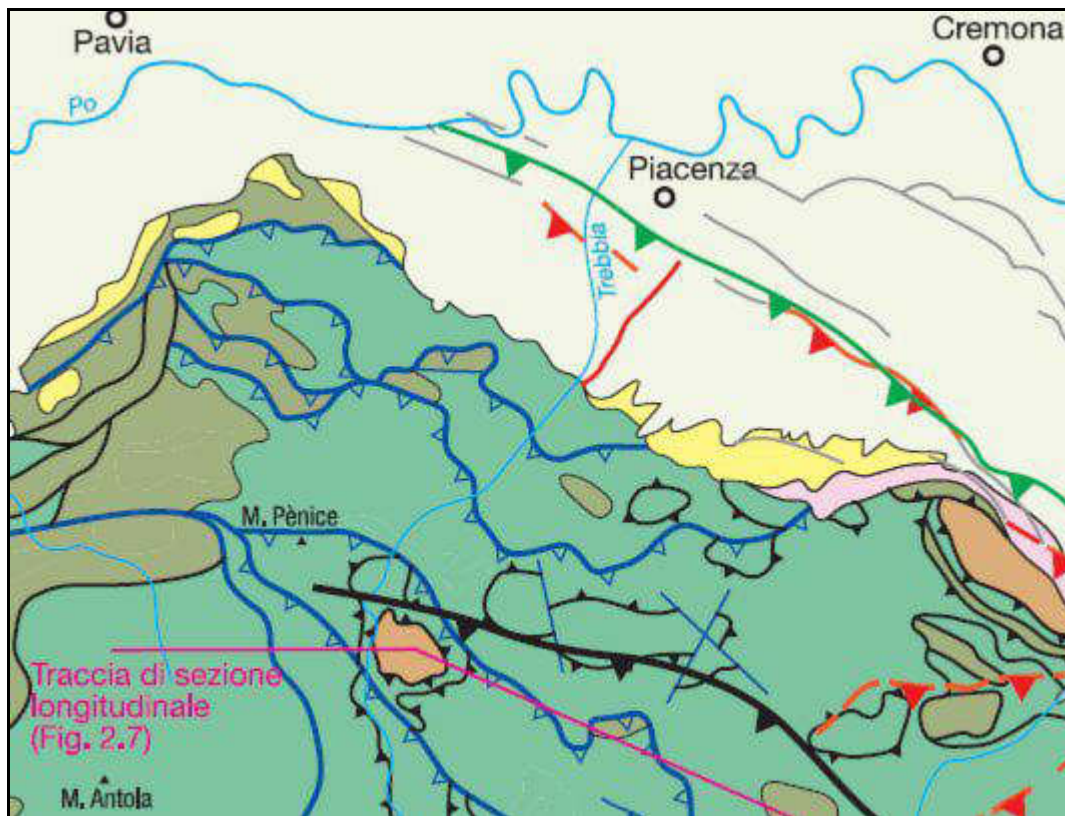 Pavia
Cremona
Po
Piacenza
Trebbia
M. Pènice
Traccia di sezione
longitudinale
(Fig. 2.7)
M. Antola